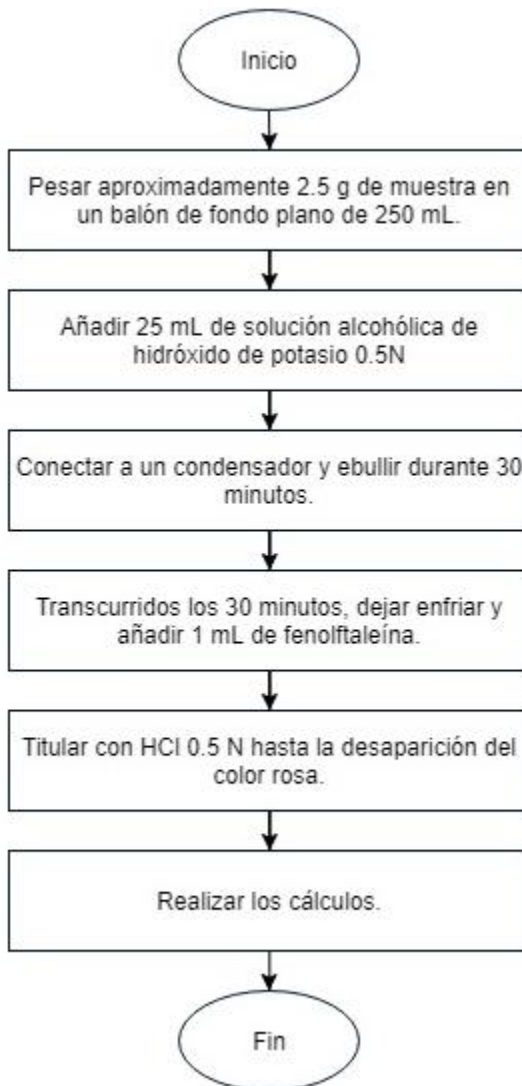 Inicio
Pesar aproximadamente 2.5 g de muestra en
un balón de fondo plano de 250 mL.
Añadir 25 mL de solución alcohólica de
hidróxido de potasio 0.5N
Conectar a un condensador y ebullir durante 30
minutos.
Transcurridos los 30 minutos, dejar enfriar y
añadir 1 mL de fenolftaleína.
Titular con HCl 0.5 N hasta la desaparición del
color rosa.
Realizar los cálculos.
Fin